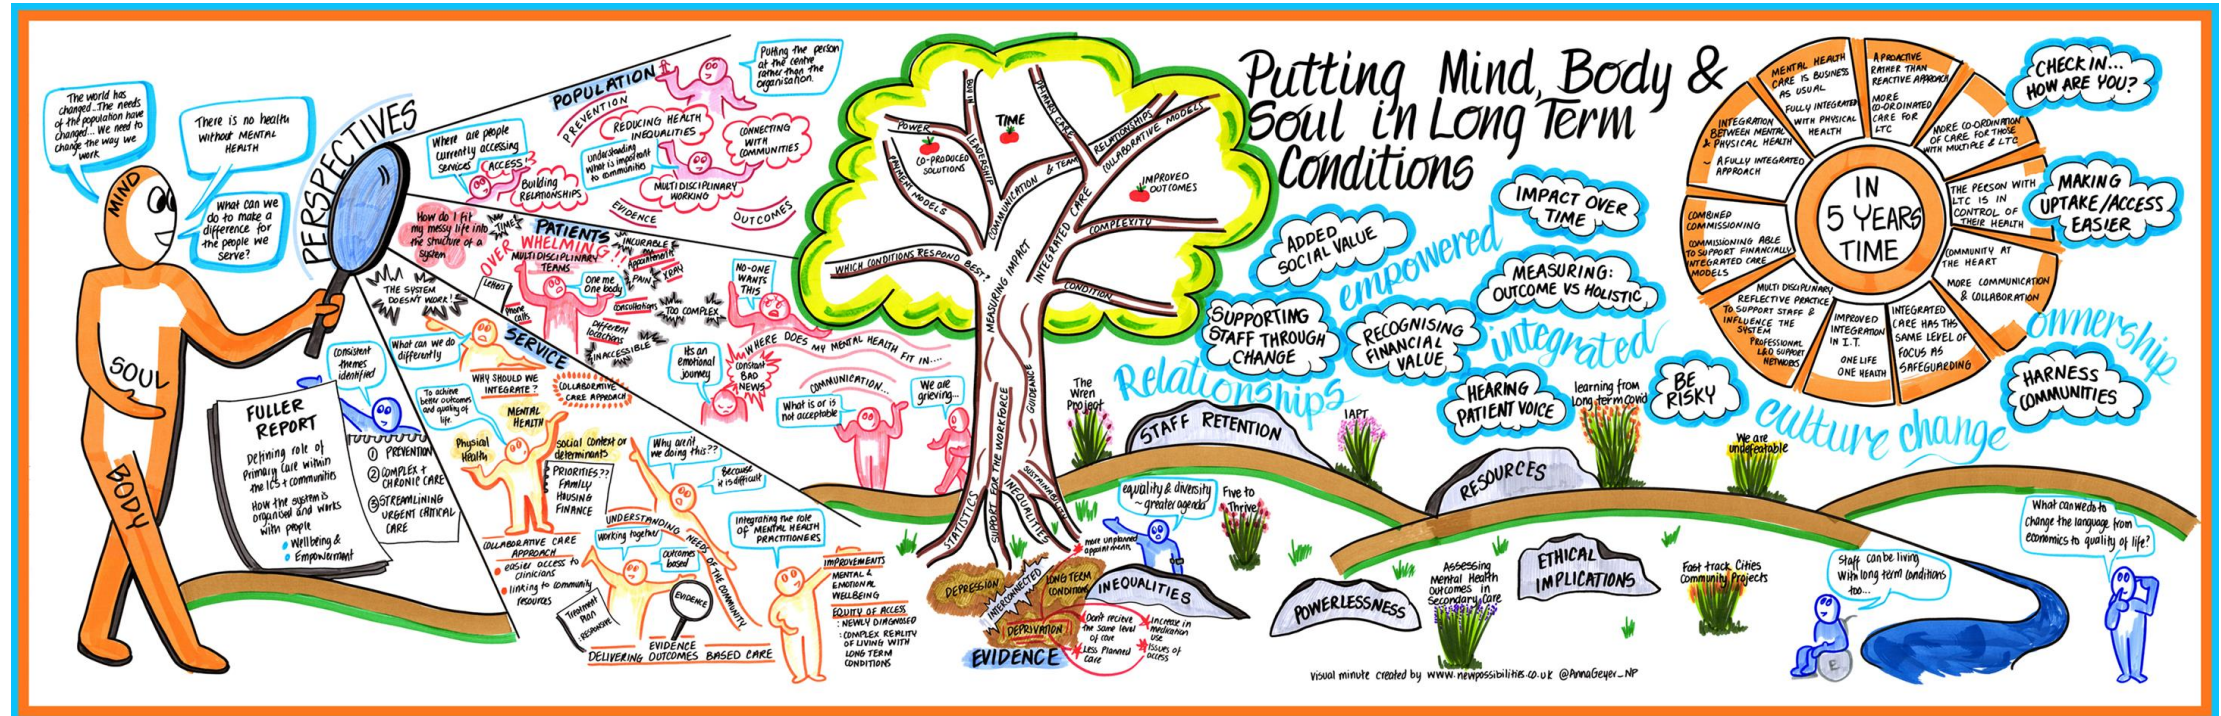 The world has
changed...The needs
of the population have
changed... We need to
change the way we
work
There is no health
without MENTAL
HEALTH
What can we
do to make a
difference for
the people we
serve?
MIND
SOUL
BODY
PERSPECTIVES
FULLER
REPORT
Defining role of
Primary care within
the ICS + communities
How the system is
organised and works
with people
Wellbeing &
Empowerment
Consistent
themes
identified
① PREVENTION
② COMPLEX +
CHRONIC CARE
③ STREAMLINING
URGENT CRITICAL
CARE
POPULATION
Putting the person
at the centre
rather than the
organisation.
PREVENTION
REDUCING HEALTH
INEQUALITIES
CONNECTING
WITH
COMMUNITIES
Where are people
currently accessing
services
ACCESS!
understanding
what is important
to communities
Building
RELATIONSHIPS
MULTIDISCIPLINARY
WORKING
EVIDENCE
OUTCOMES
PATIENTS
How do I fit
my messy life into
the structure of a
system
TIME
OVER WHELMING!!!
MULTIDISCIPLINARY
TEAMS
INCURABLE
Appointments
PAIN
XRAY
Letters
Phone
calls
One me
One body
Consultations
Different
locations
INACCESSIBLE
TOO COMPLEX
NO-ONE
WANTS
THIS
WHERE DOES MY MENTAL HEALTH FIT IN....
Its an
emotional
journey
Constant
BAD
NEWS
COMMUNICATION...
What is or is
not acceptable
We are
grieving...
THE SYSTEM
DOESNT WORK!
SERVICE
What can we do
differently
WHY SHOULD WE
INTEGRATE?
COLLABORATIVE
CARE APPROACH
To achieve
better outcomes
and quality of
life.
MENTAL
HEALTH
Physical
Health
Social Context or
determinants
PRIORITIES??
FAMILY
HOUSING
FINANCE
Why aren't
we doing this??
Because
it is difficult
COLLABORATIVE CARE
APPROACH
easier access to
clinicians
linking to community
resources
UNDERSTANDING NEEDS OF THE COMMUNITY
Working together
Outcomes
based
Treatment
Plan
RESPONSIVE
EVIDENCE
EVIDENCE
DELIVERING OUTCOMES BASED CARE
Integrating the role
of MENTAL HEALTH
PRACTITIONERS
IMPROVEMENTS
MENTAL &
EMOTIONAL
WELLBEING
EQUITY OF ACCESS
: NEWLY DIAGNOSED
: COMPLEX REALITY
OF LIVING WITH
LONG TERM
CONDITIONS
POWER
BUY IN
LEADERSHIP
TIME
PRIMARY CARE
RELATIONSHIPS
COLLABORATIVE MODELS
CO-PRODUCED
SOLUTIONS
PAYMENT MODELS
COMMUNICATION & TEAM
INTEGRATED CARE
IMPROVED
OUTCOMES
COMPLEXITY
WHICH CONDITIONS RESPOND BEST?
CONDITION
MEASURING IMPACT
SUPPORT FOR THE WORKFORCE
GUIDANCE
STATISTICS
INEQUALITIES
SUSTAINABILITY
DEPRESSION
INTERCONNECTED
LONG TERM
CONDITIONS
DEPRIVATION
EVIDENCE
more unplanned
appointments
Don't recieve
the same level
of care
Less planned
care
Increase in
medication
use
Issues of
access
equality & diversity
~ greater agenda
INEQUALITIES
Putting Mind, Body &
Soul in Long Term
Conditions
IMPACT OVER
TIME
ADDED
SOCIAL VALUE
empowered
MEASURING:
OUTCOME VS HOLISTIC
SUPPORTING
STAFF THROUGH
CHANGE
RECOGNISING
FINANCIAL
VALUE
integrated
Relationships
HEARING
PATIENT VOICE
BE
RISKY
culture change
ownership
The
Wren
Project
STAFF RETENTION
IAPT
learning from
Long term Covid
RESOURCES
We are
undefeatable
Five to
Thrive
POWERLESSNESS
Assessing
Mental Health
Outcomes in
Secondary Care
ETHICAL
IMPLICATIONS
Fast track Cities
Community Projects
Staff can be living
with long term conditions
too...
What can we do to
change the language from
economics to quality of life?
E
IN
5 YEARS
TIME
MENTAL HEALTH
CARE IS BUSINESS
AS USUAL
FULLY INTEGRATED
WITH PHYSICAL
HEALTH
A PROACTIVE
RATHER THAN
REACTIVE APPROACH
MORE
CO-ORDINATED
CARE FOR
LTC
MORE CO-ORDINATION
OF CARE FOR THOSE
WITH MULTIPLE LTC
THE PERSON WITH
LTC IS IN
CONTROL OF
THEIR HEALTH
COMMUNITY AT
THE HEART
MORE COMMUNICATION
& COLLABORATION
INTEGRATED
CARE HAS THS
SAME LEVEL OF
FOCUS AS
SAFEGUARDING
IMPROVED
INTEGRATION
IN I.T.
ONE LIFE
ONE HEALTH
MULTI DISCIPLINARY
REFLECTIVE PRACTICE
TO SUPPORT STAFF &
INFLUENCE THE
SYSTEM
PROFESSIONAL
L&D SUPPORT
NETWORKS
COMBINED
COMMISSIONING
COMMISSIONING ABLE
TO SUPPORT FINANCIALLY
INTEGRATED CARE
MODELS
INTEGRATION
BETWEEN MENTAL
& PHYSICAL HEALTH
~ A FULLY INTEGRATED
APPROACH
CHECK IN...
HOW ARE YOU?
MAKING
UPTAKE/ACCESS
EASIER
HARNESS
COMMUNITIES
visual minute created by www.newpossibilities.co.uk @AnnaGeyer_NP